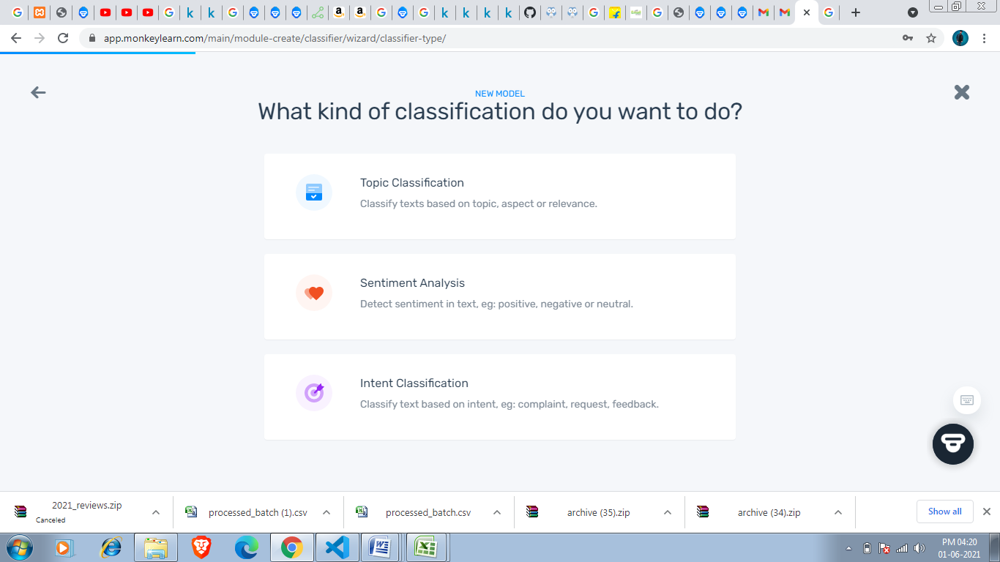 app.monkeylearn.com/main/module-create/classifier/wizard/classifier-type/
NEW MODEL
What kind of classification do you want to do?
Topic Classification
Classify texts based on topic, aspect or relevance.
Sentiment Analysis
Detect sentiment in text, eg: positive, negative or neutral.
Intent Classification
Classify text based on intent, eg: complaint, request, feedback.
2021_reviews.zip
Canceled
processed_batch (1).csv
processed_batch.csv
archive (35).zip
archive (34).zip
Show all
PM 04:20
01-06-2021